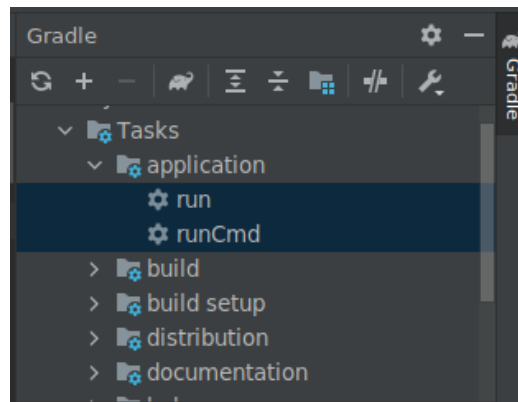 Gradle
Gradle
Tasks
application
run
runCmd
build
build setup
distribution
documentation